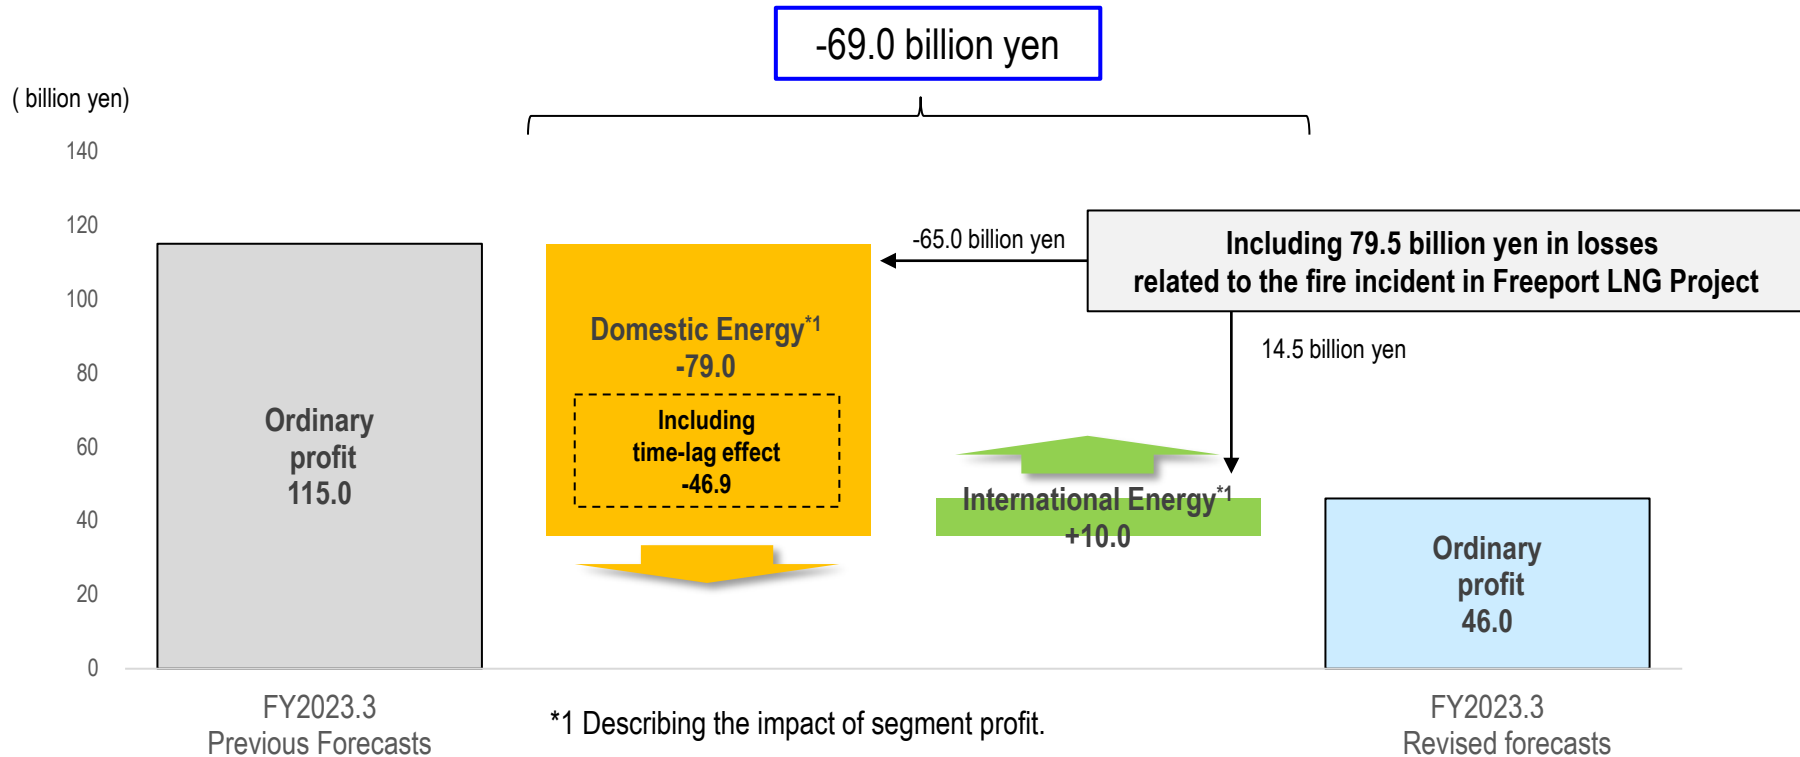 -69.0 billion yen
( billion yen)
140
120
100
80
60
40
20
0
Ordinary
profit
115.0
Domestic Energy*1
-79.0
Including
time-lag effect
-46.9
-65.0 billion yen
Including 79.5 billion yen in losses
related to the fire incident in Freeport LNG Project
14.5 billion yen
International Energy*1
+10.0
Ordinary
profit
46.0
FY2023.3
Previous Forecasts
*1 Describing the impact of segment profit.
FY2023.3
Revised forecasts